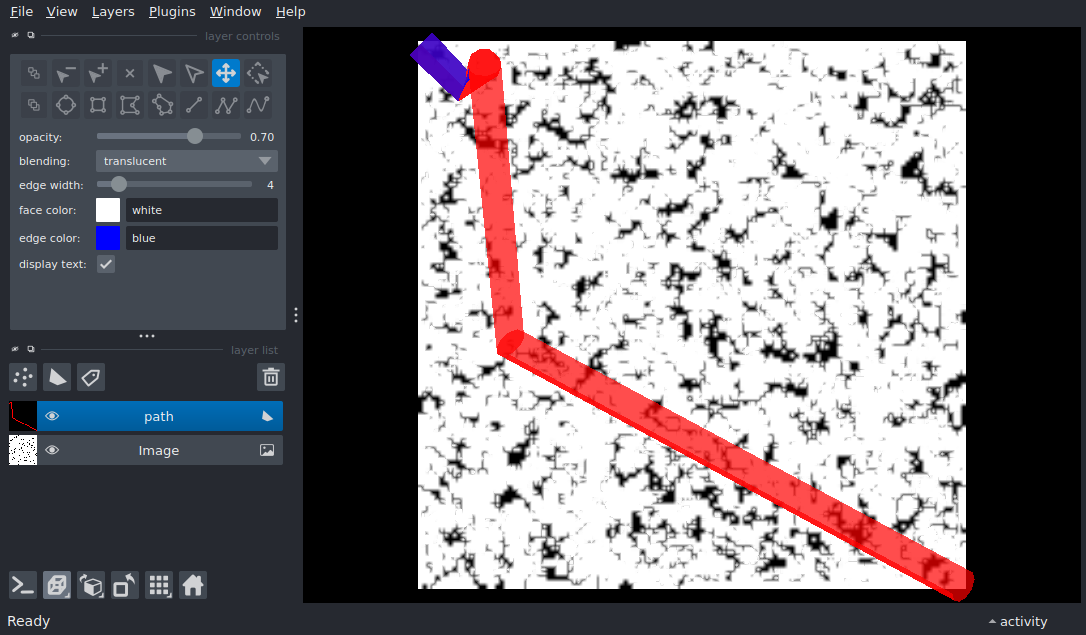 File View Layers Plugins Window Help
layer controls
opacity: 0.70
blending: translucent
edge width: 4
face color: white
edge color: blue
display text:
layer list
path
Image
Ready
activity